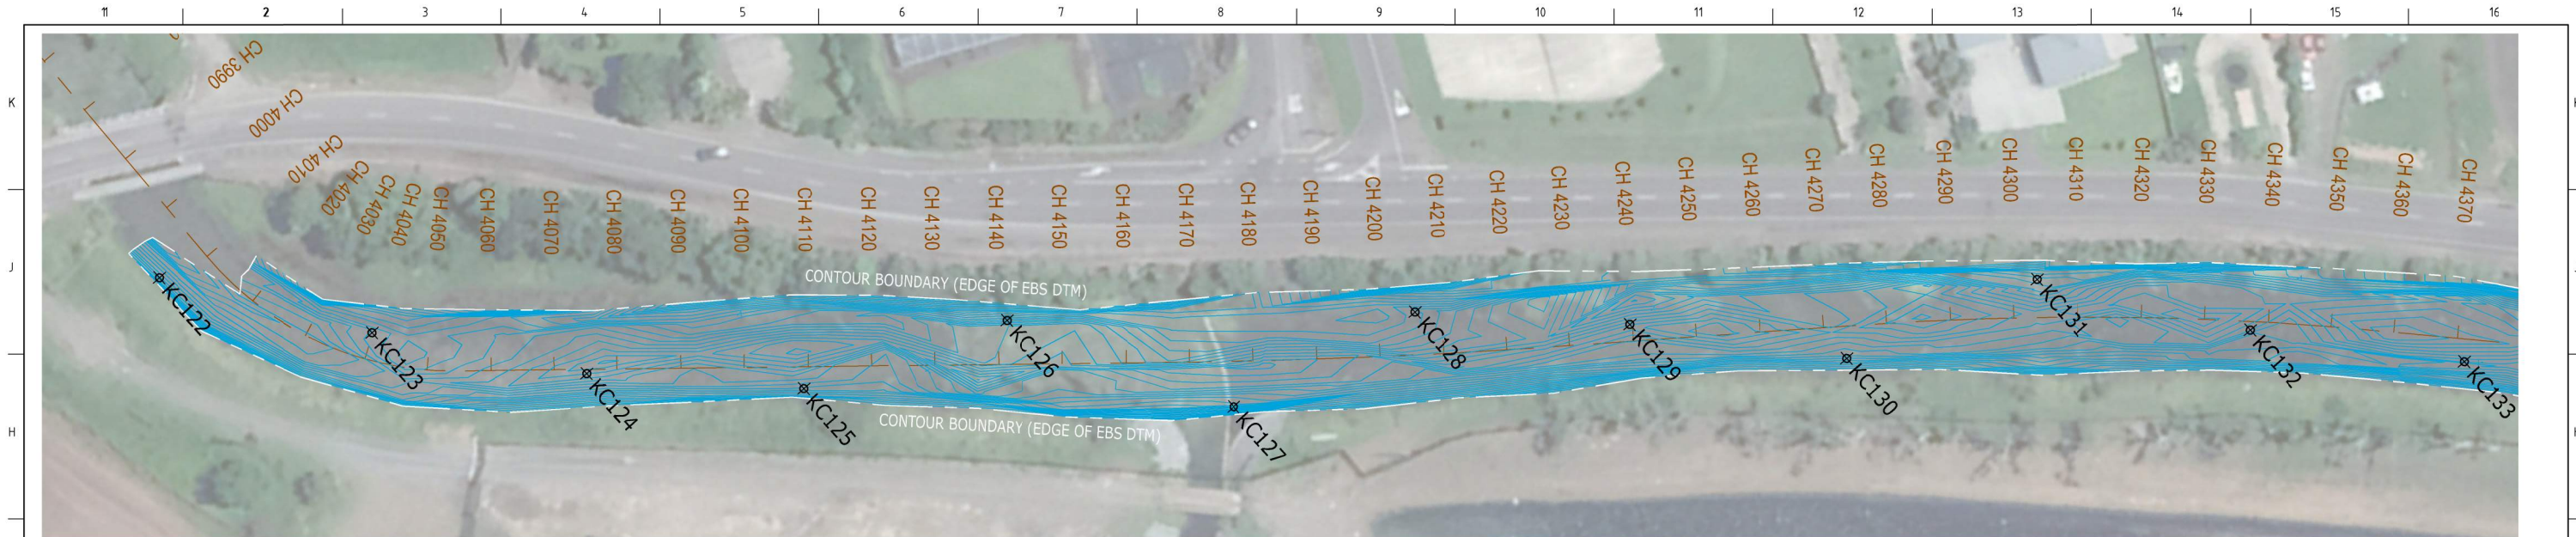 11 2 3 4 5 6 7 8 9 10 11 12 13 14 15 16
K
J
H
CH 3990
CH 4000
CH 4010
CH 4020
CH 4030
CH 4040
CH 4050
CH 4060
CH 4070
CH 4080
CH 4090
CH 4100
CH 4110
CH 4120
CH 4130
CH 4140
CH 4150
CH 4160
CH 4170
CH 4180
CH 4190
CH 4200
CH 4210
CH 4220
CH 4230
CH 4240
CH 4250
CH 4260
CH 4270
CH 4280
CH 4290
CH 4300
CH 4310
CH 4320
CH 4330
CH 4340
CH 4350
CH 4360
CH 4370
CONTOUR BOUNDARY (EDGE OF EBS DTM)
KC122
KC123
KC124
KC125
KC126
KC127
KC128
KC129
KC130
KC131
KC132
KC133
CONTOUR BOUNDARY (EDGE OF EBS DTM)